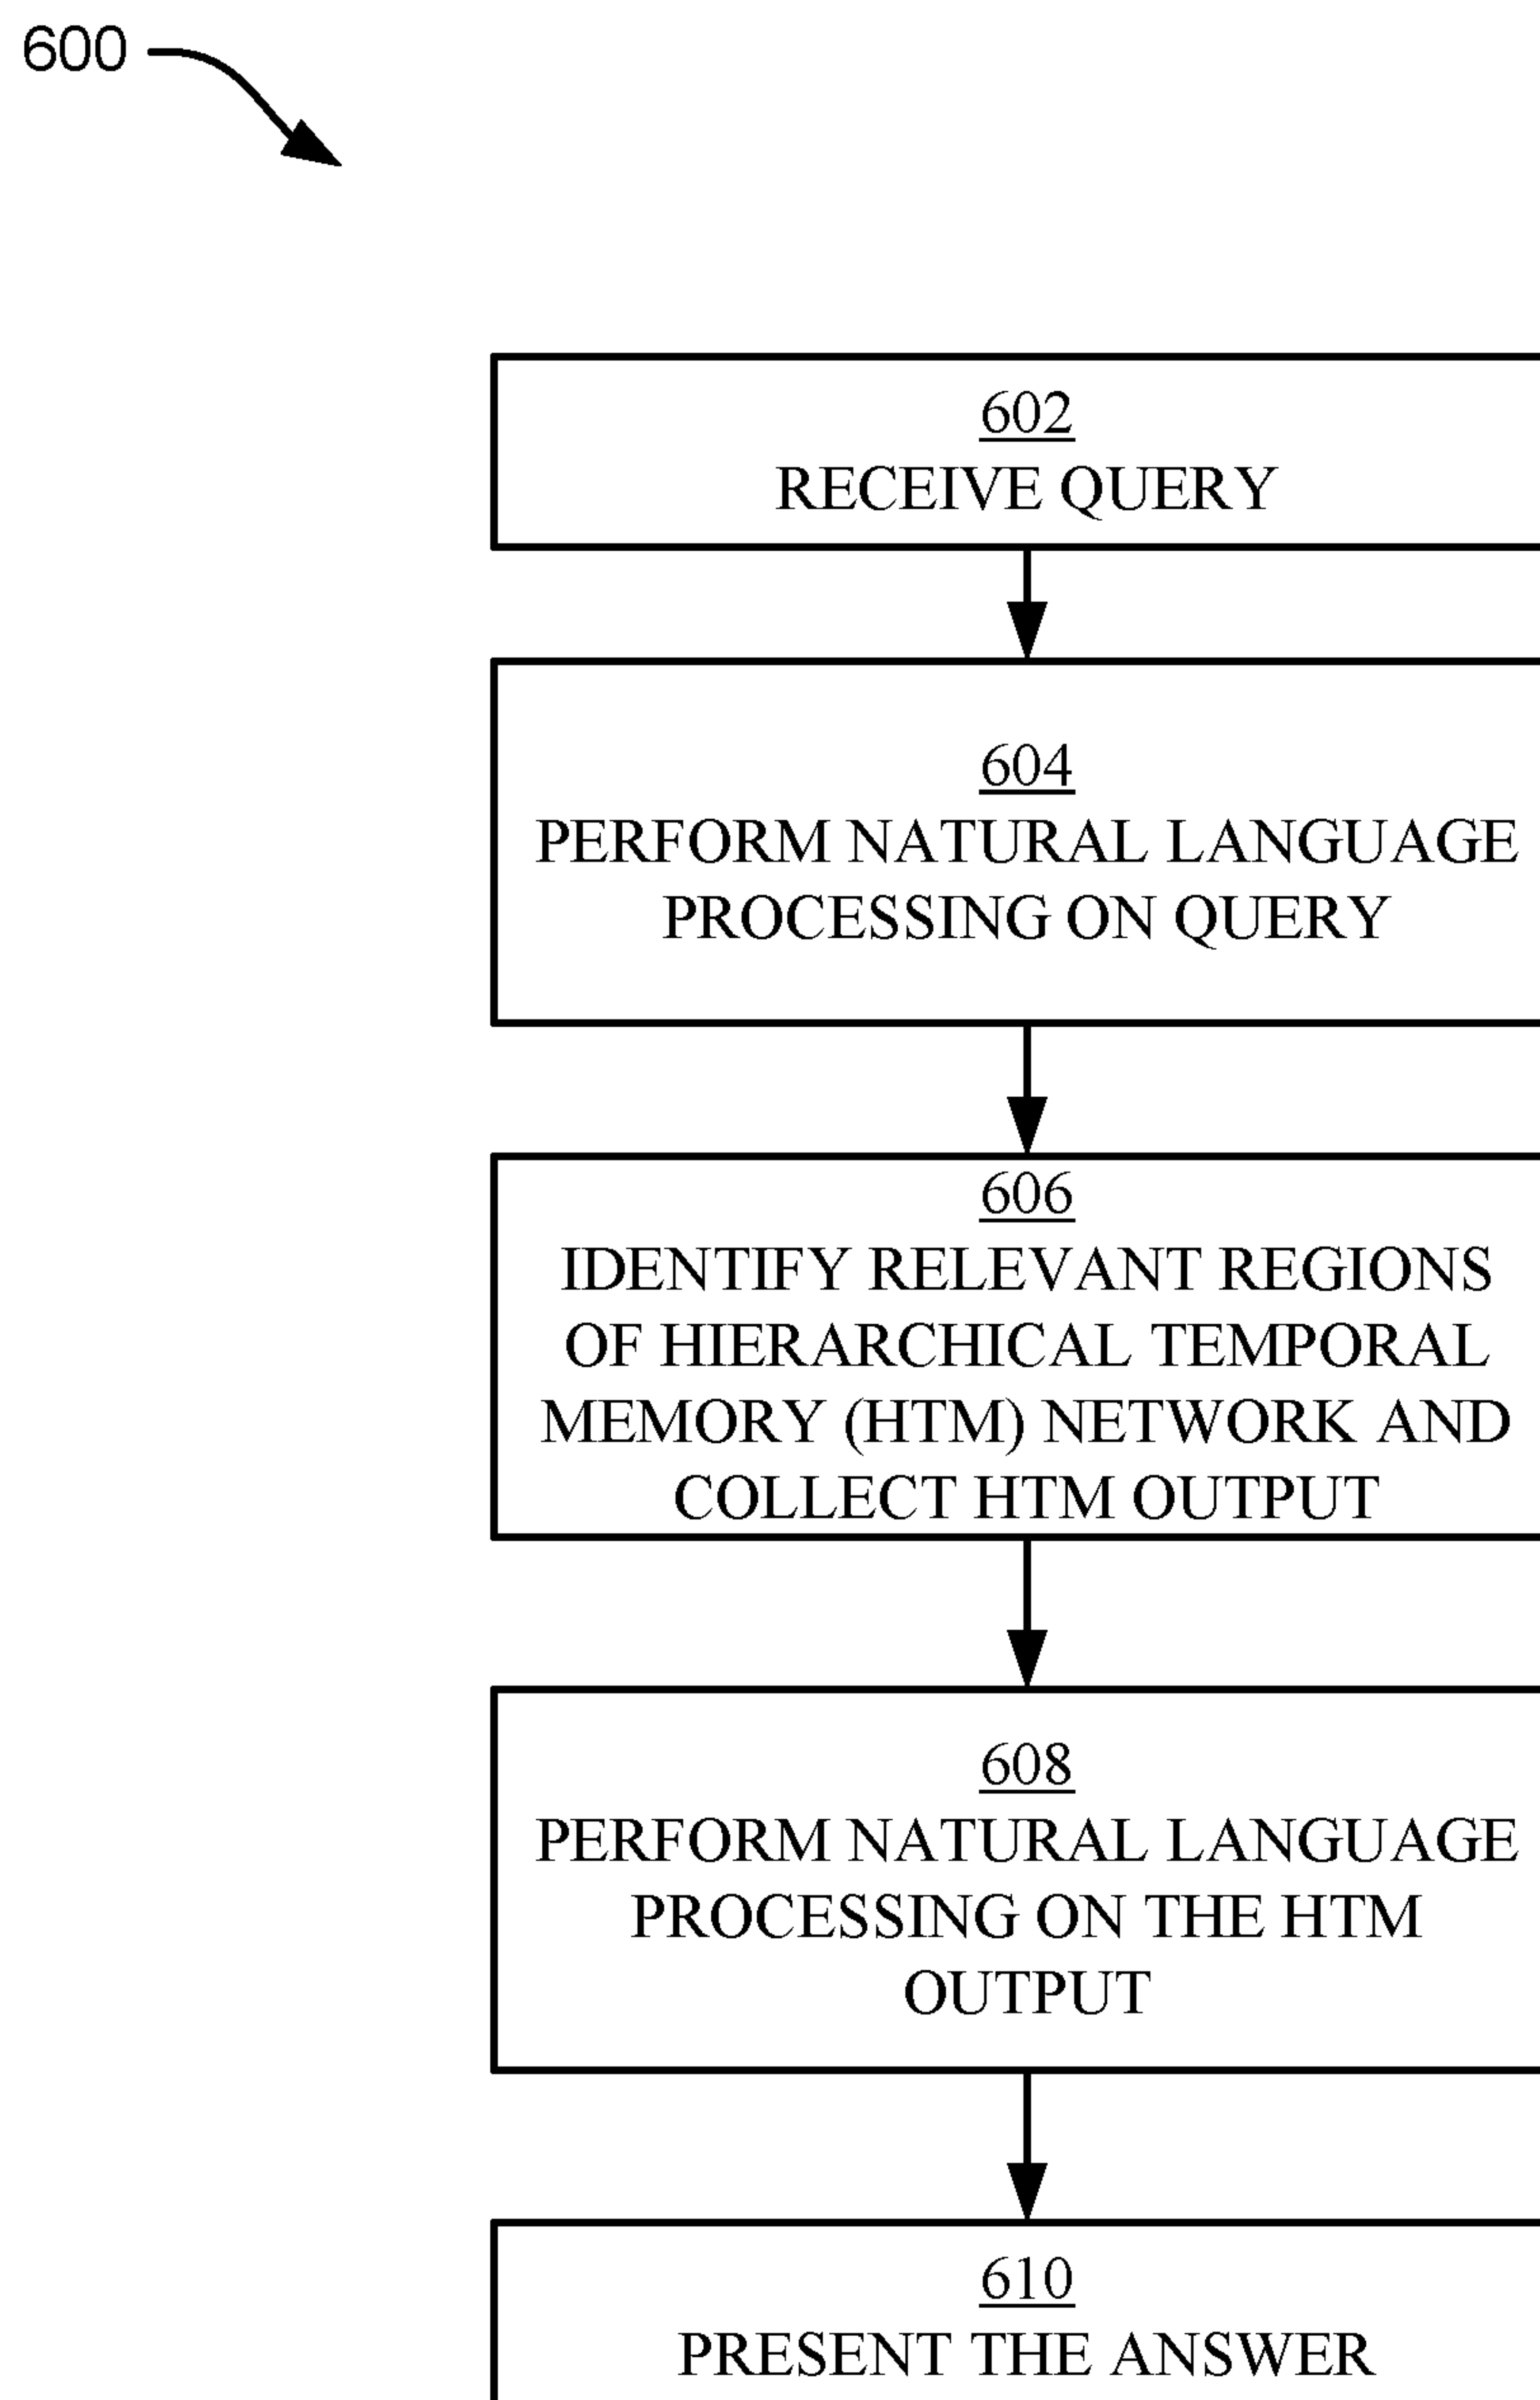 600
602
RECEIVE QUERY
604
PERFORM NATURAL LANGUAGE
PROCESSING ON QUERY
606
IDENTIFY RELEVANT REGIONS
OF HIERARCHICAL TEMPORAL
MEMORY (HTM) NETWORK AND
COLLECT HTM OUTPUT
608
PERFORM NATURAL LANGUAGE
PROCESSING ON THE HTM
OUTPUT
610
PRESENT THE ANSWER